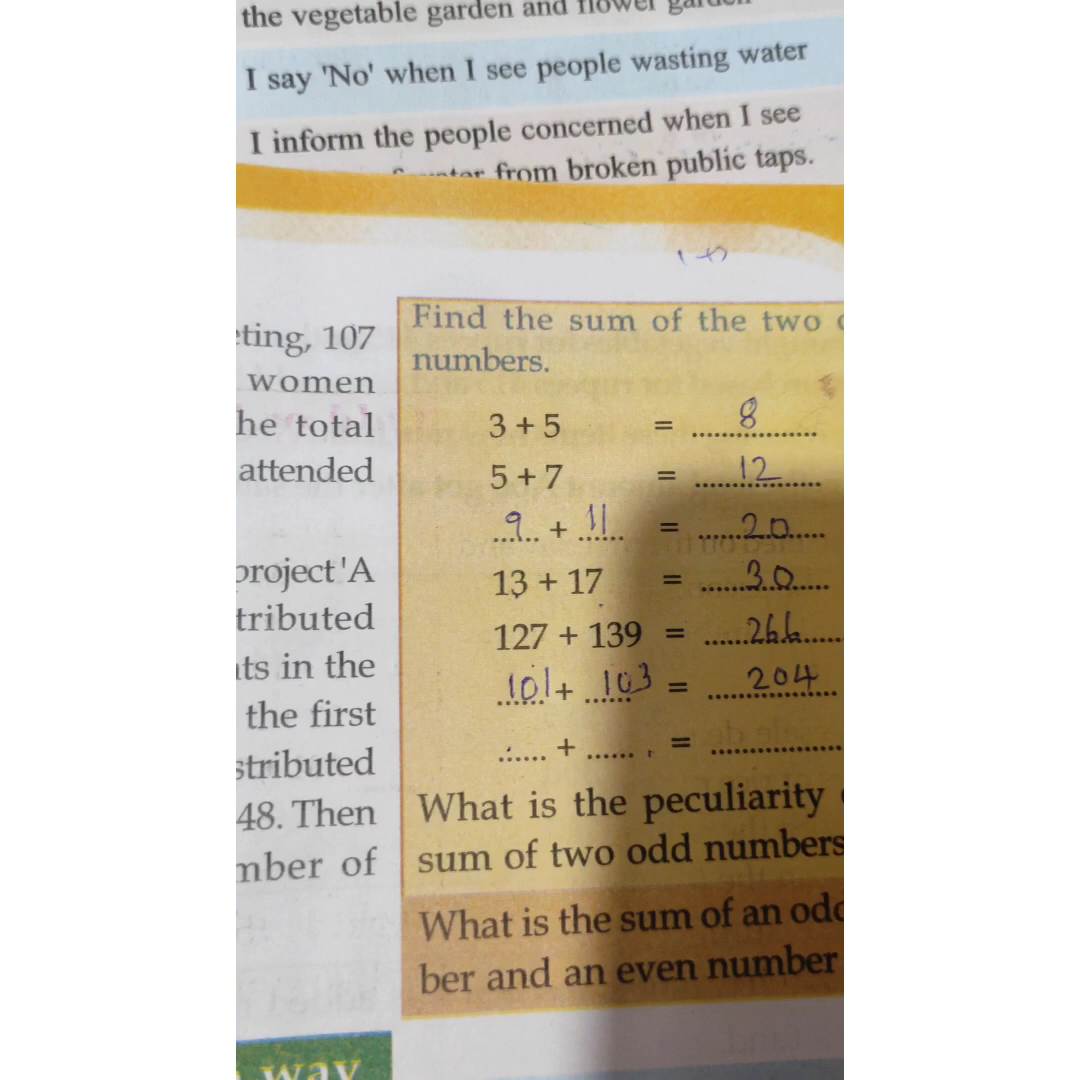 the vegetable garden and flower garden
I say 'No' when I see people wasting water
I inform the people concerned when I see
from broken public taps.
ting, 107
women
he total
attended
project 'A
tributed
ts in the
the first
stributed
48. Then
mber of
way
Find the sum of the two
numbers.
3 + 5 = 8
5 + 7 = 12
9 + 11 = 20
13 + 17 = 30
127 + 139 = 266
101 + 103 = 204
...... + ...... = ..................
What is the peculiarity
sum of two odd numbers
What is the sum of an odd
ber and an even number